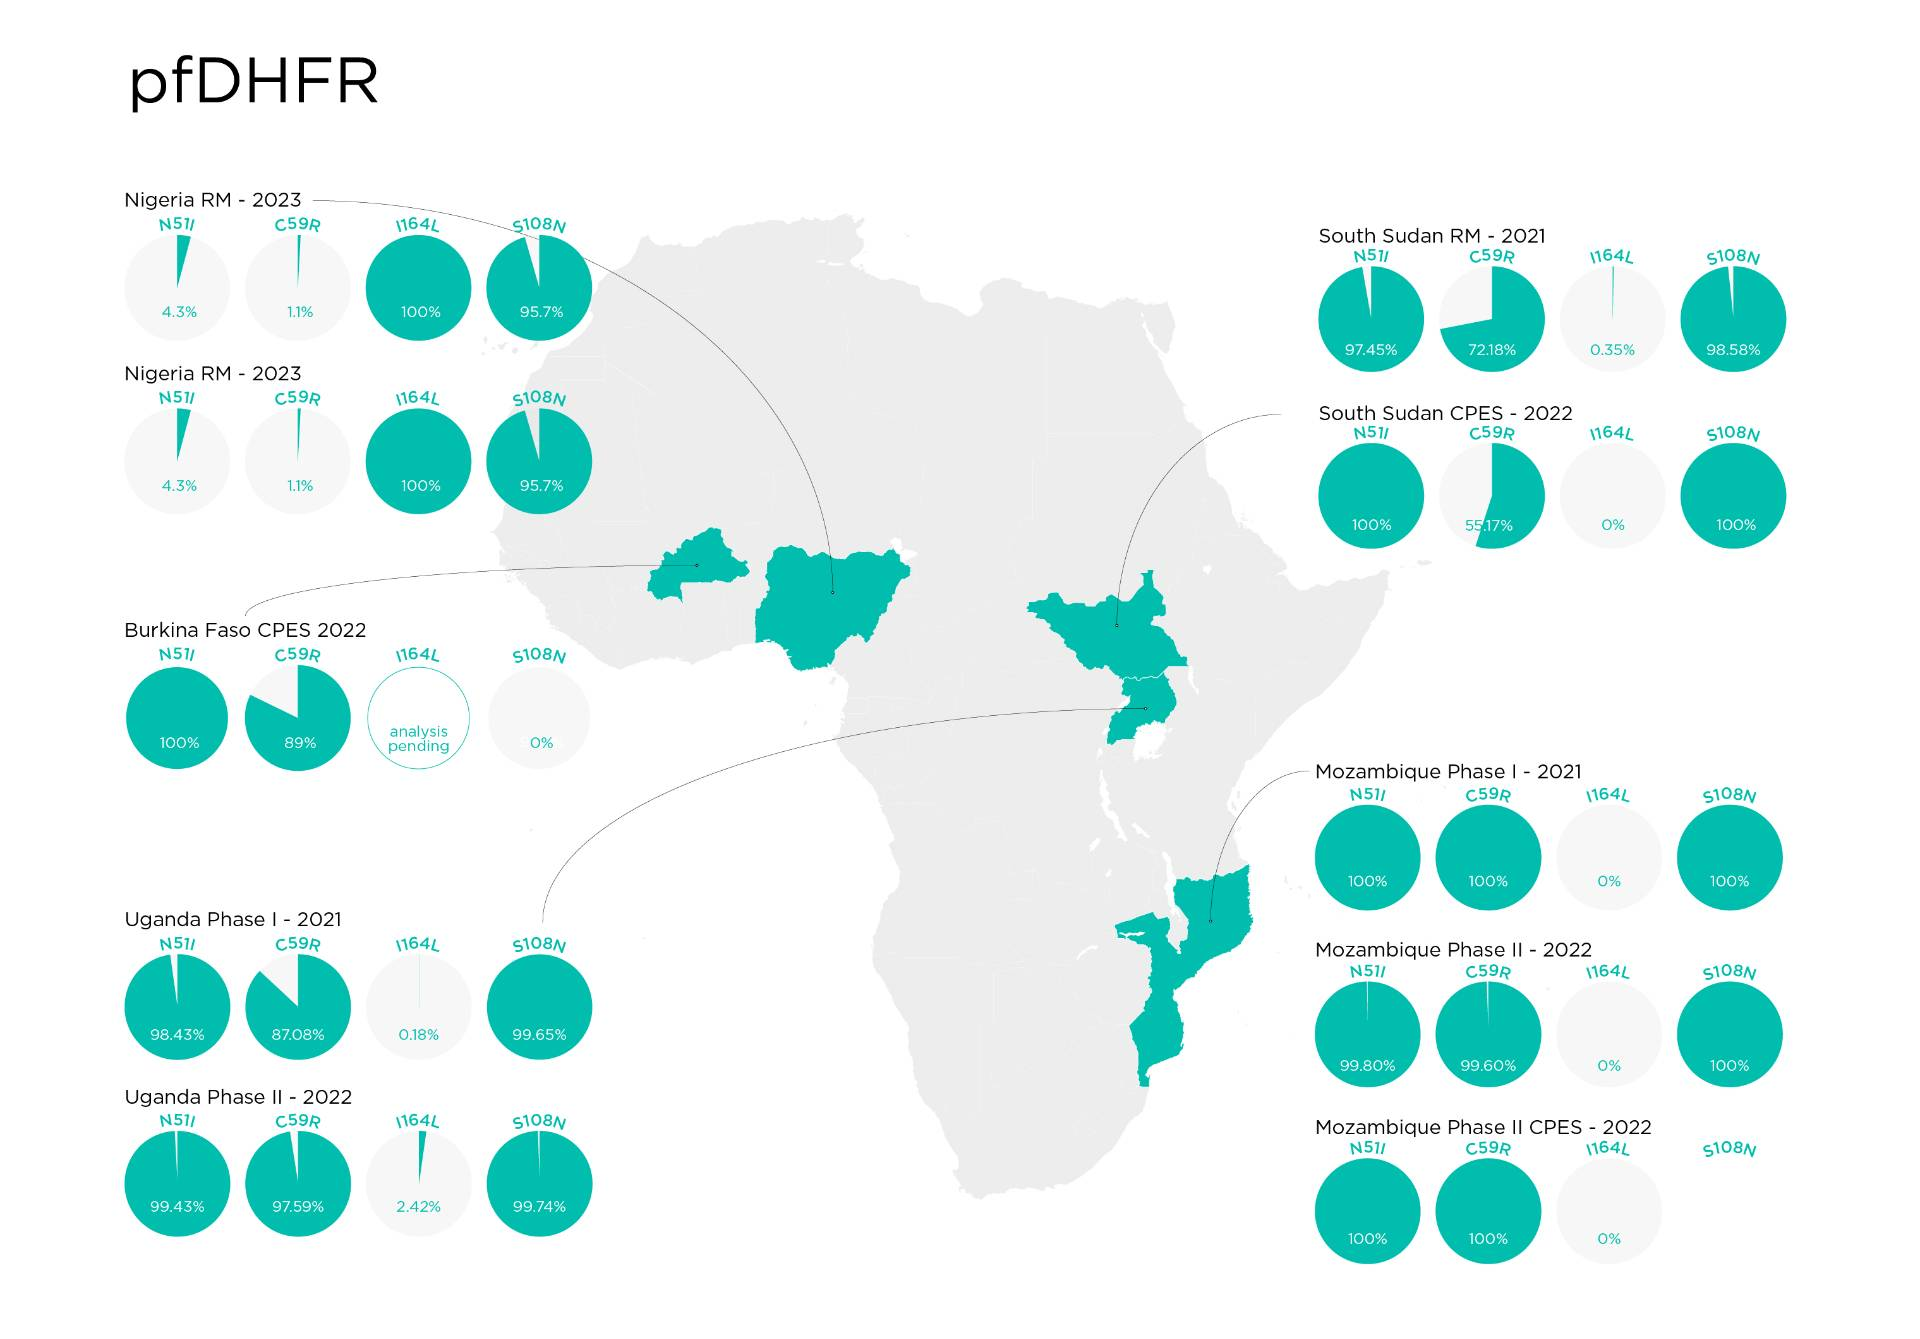 pfDHFR
Nigeria RM - 2023
N51I C59R I164L S108N
4.3% 1.1% 100% 95.7%
Nigeria RM - 2023
N51I C59R I164L S108N
4.3% 1.1% 100% 95.7%
Burkina Faso CPES 2022
N51I C59R I164L S108N
100% 89% analysis pending 0%
Uganda Phase I - 2021
N51I C59R I164L S108N
98.43% 87.08% 0.18% 99.65%
Uganda Phase II - 2022
N51I C59R I164L S108N
99.43% 97.59% 2.42% 99.74%
South Sudan RM - 2021
N51I C59R I164L S108N
97.45% 72.18% 0.35% 98.58%
South Sudan CPES - 2022
N51I C59R I164L S108N
100% 55.17% 0% 100%
Mozambique Phase I - 2021
N51I C59R I164L S108N
100% 100% 0% 100%
Mozambique Phase II - 2022
N51I C59R I164L S108N
99.80% 99.60% 0% 100%
Mozambique Phase II CPES - 2022
N51I C59R I164L S108N
100% 100% 0%